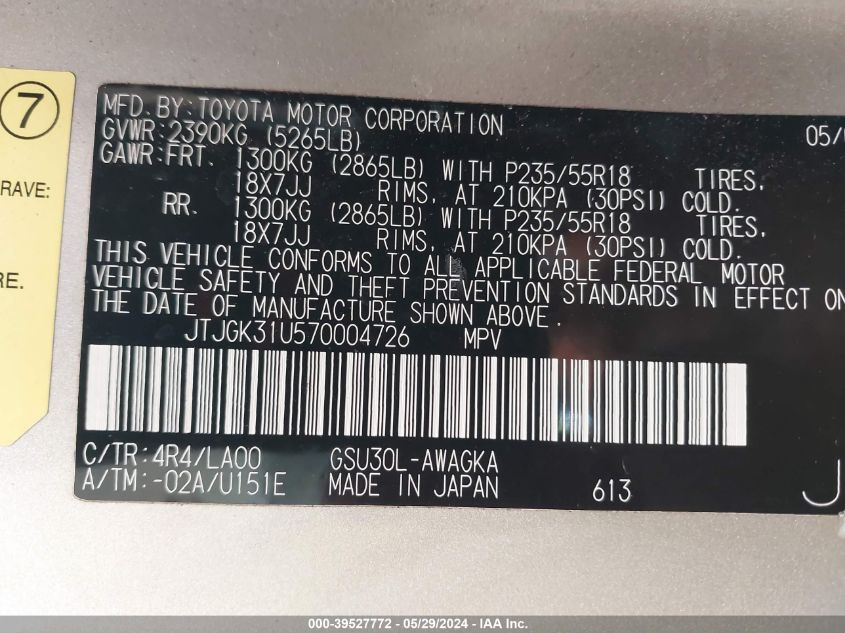 7
RAVE:
RE.
MFD. BY: TOYOTA MOTOR CORPORATION 05/
GVWR: 2390KG (5265LB)
GAWR: FRT. 1300KG (2865LB) WITH P235/55R18 TIRES,
18X7JJ RIMS, AT 210KPA (30PSI) COLD.
RR. 1300KG (2865LB) WITH P235/55R18 TIRES,
18X7JJ RIMS, AT 210KPA (30PSI) COLD.
THIS VEHICLE CONFORMS TO ALL APPLICABLE FEDERAL MOTOR
VEHICLE SAFETY AND THEFT PREVENTION STANDARDS IN EFFECT ON
THE DATE OF MANUFACTURE SHOWN ABOVE.
JTJGK31U570004726 MPV
C/TR: 4R4/LA00 GSU30L-AWAGKA
A/TM: -02A/U151E MADE IN JAPAN 613 J
000-39527772 - 05/29/2024 - IAA Inc.